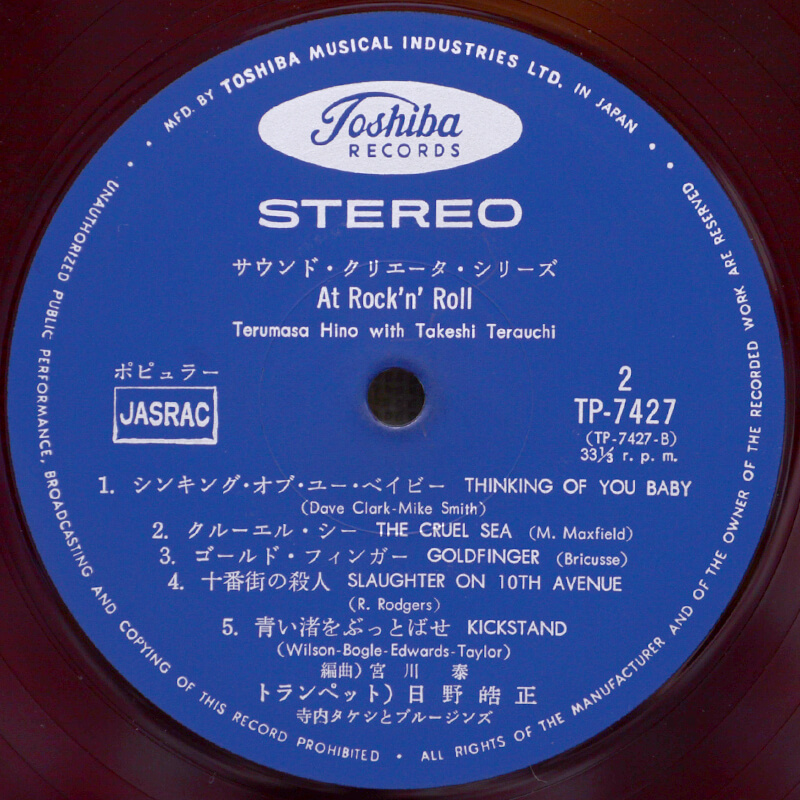 MFD. BY TOSHIBA MUSICAL INDUSTRIES LTD. IN JAPAN
Toshiba
RECORDS
STEREO
サウンド・クリエータ・シリーズ
At Rock'n' Roll
Terumasa Hino with Takeshi Terauchi
ポピュラー
JASRAC
2
TP-7427
(TP-7427-B)
33⅓ r. p. m.
1. シンキング・オブ・ユー・ベイビー THINKING OF YOU BABY
(Dave Clark-Mike Smith)
2. クルーエル・シー THE CRUEL SEA (M. Maxfield)
3. ゴールド・フィンガー GOLDFINGER (Bricusse)
4. 十番街の殺人 SLAUGHTER ON 10TH AVENUE
(R. Rodgers)
5. 青い渚をぶっとばせ KICKSTAND
(Wilson-Bogle-Edwards-Taylor)
編曲) 宮川 泰
トランペット) 日野皓正
寺内タケシとブルージンズ
UNAUTHORIZED PUBLIC PERFORMANCE, BROADCASTING AND COPYING OF THIS RECORD PROHIBITED • ALL RIGHTS OF THE MANUFACTURER AND OF THE OWNER OF THE RECORDED WORK ARE RESERVED